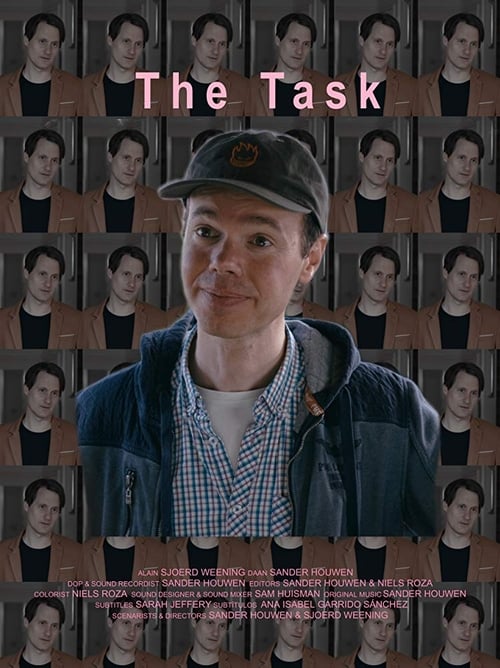 The Task
ALAIN SJOERD WEENING DAAN SANDER HOUWEN
DOP & SOUND RECORDIST SANDER HOUWEN EDITORS SANDER HOUWEN & NIELS ROZA
COLORIST NIELS ROZA SOUND DESIGNER & SOUND MIXER SAM HUISMAN ORIGINAL MUSIC SANDER HOUWEN
SUBTITLES SARAH JEFFERY SUBTÍTULOS ANA ISABEL GARRIDO SÁNCHEZ
SCENARISTS & DIRECTORS SANDER HOUWEN & SJOERD WEENING